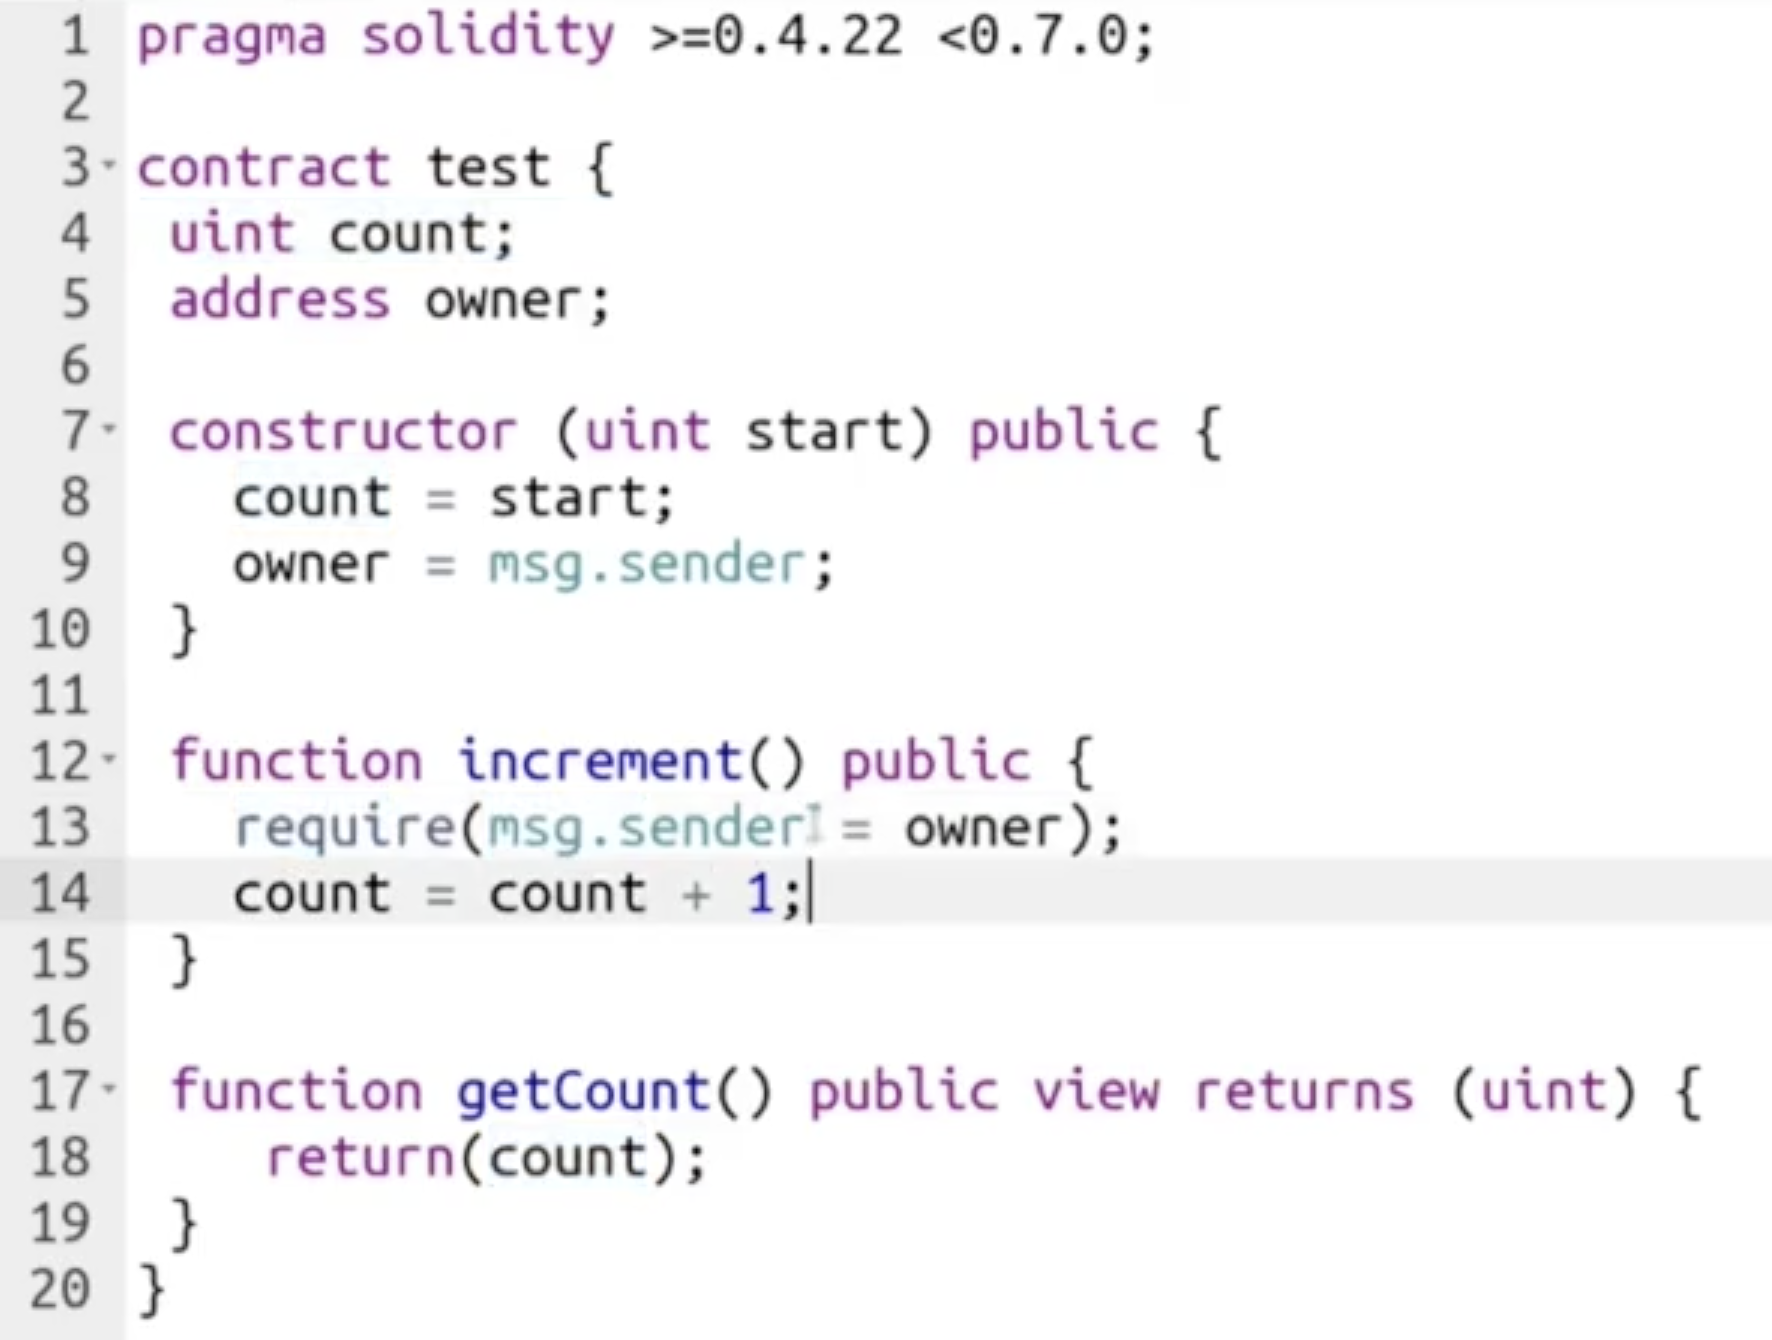 1 pragma solidity >=0.4.22 <0.7.0;
2
3 contract test {
4 uint count;
5 address owner;
6
7 constructor (uint start) public {
8 count = start;
9 owner = msg.sender;
10 }
11
12 function increment() public {
13 require(msg.sender = owner);
14 count = count + 1;
15 }
16
17 function getCount() public view returns (uint) {
18 return(count);
19 }
20 }